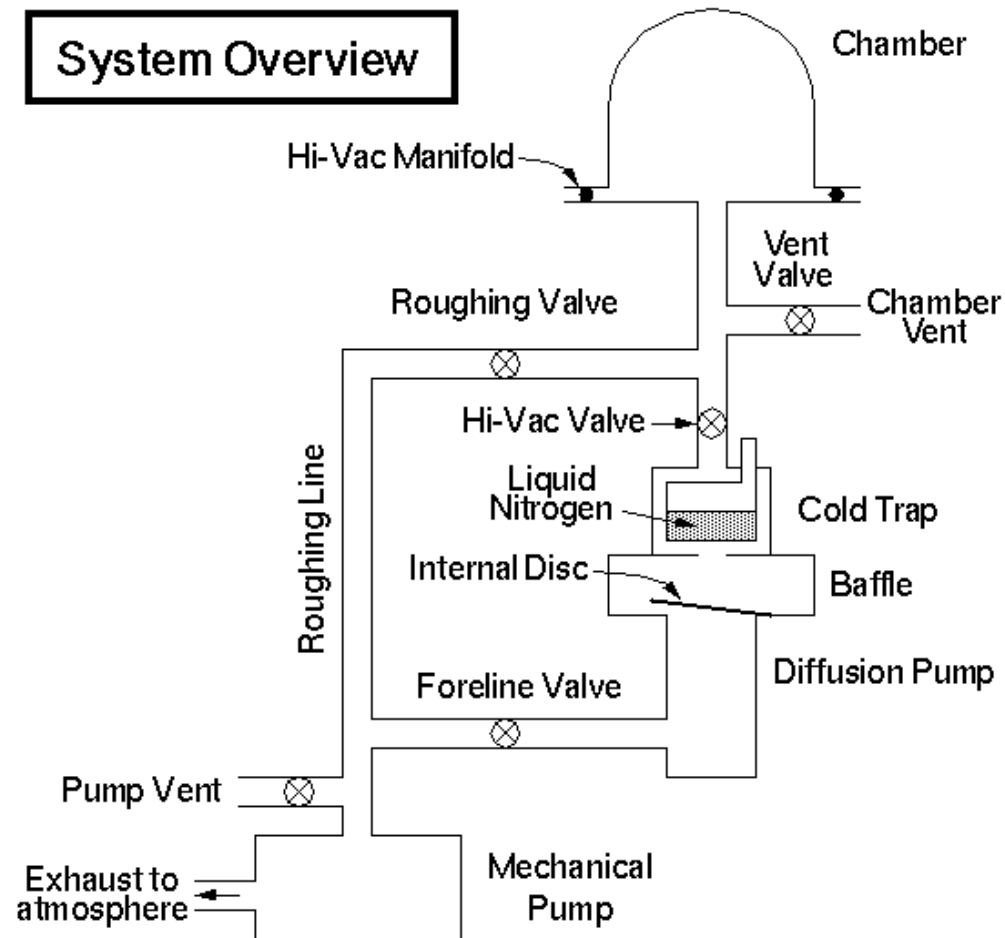 System Overview
Chamber
Hi-Vac Manifold
Vent
Valve
Roughing Valve
Chamber
Vent
Hi-Vac Valve
Liquid
Nitrogen
Cold Trap
Roughing Line
Internal Disc
Baffle
Diffusion Pump
Foreline Valve
Pump Vent
Mechanical
Pump
Exhaust to
atmosphere